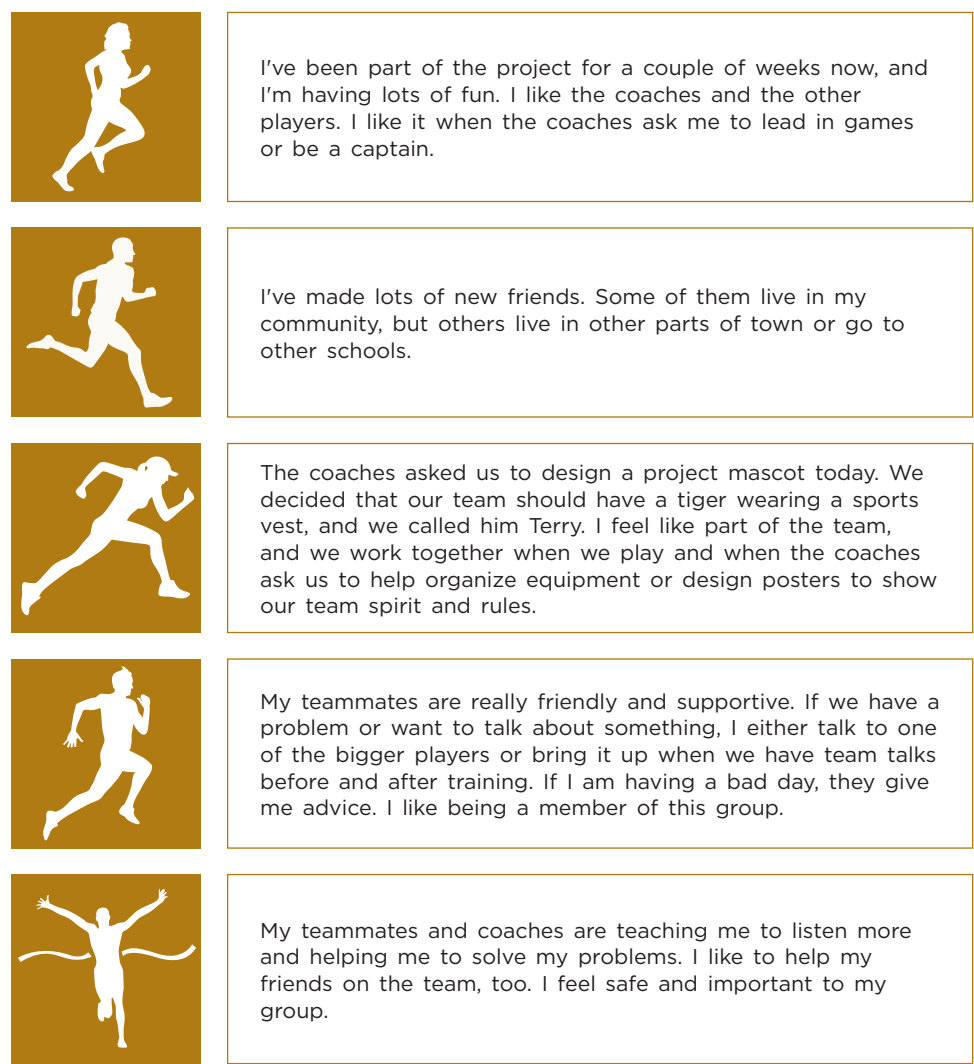 I've been part of the project for a couple of weeks now, and
I'm having lots of fun. I like the coaches and the other
players. I like it when the coaches ask me to lead in games
or be a captain.
I've made lots of new friends. Some of them live in my
community, but others live in other parts of town or go to
other schools.
The coaches asked us to design a project mascot today. We
decided that our team should have a tiger wearing a sports
vest, and we called him Terry. I feel like part of the team,
and we work together when we play and when the coaches
ask us to help organize equipment or design posters to show
our team spirit and rules.
My teammates are really friendly and supportive. If we have a
problem or want to talk about something, I either talk to one
of the bigger players or bring it up when we have team talks
before and after training. If I am having a bad day, they give
me advice. I like being a member of this group.
My teammates and coaches are teaching me to listen more
and helping me to solve my problems. I like to help my
friends on the team, too. I feel safe and important to my
group.